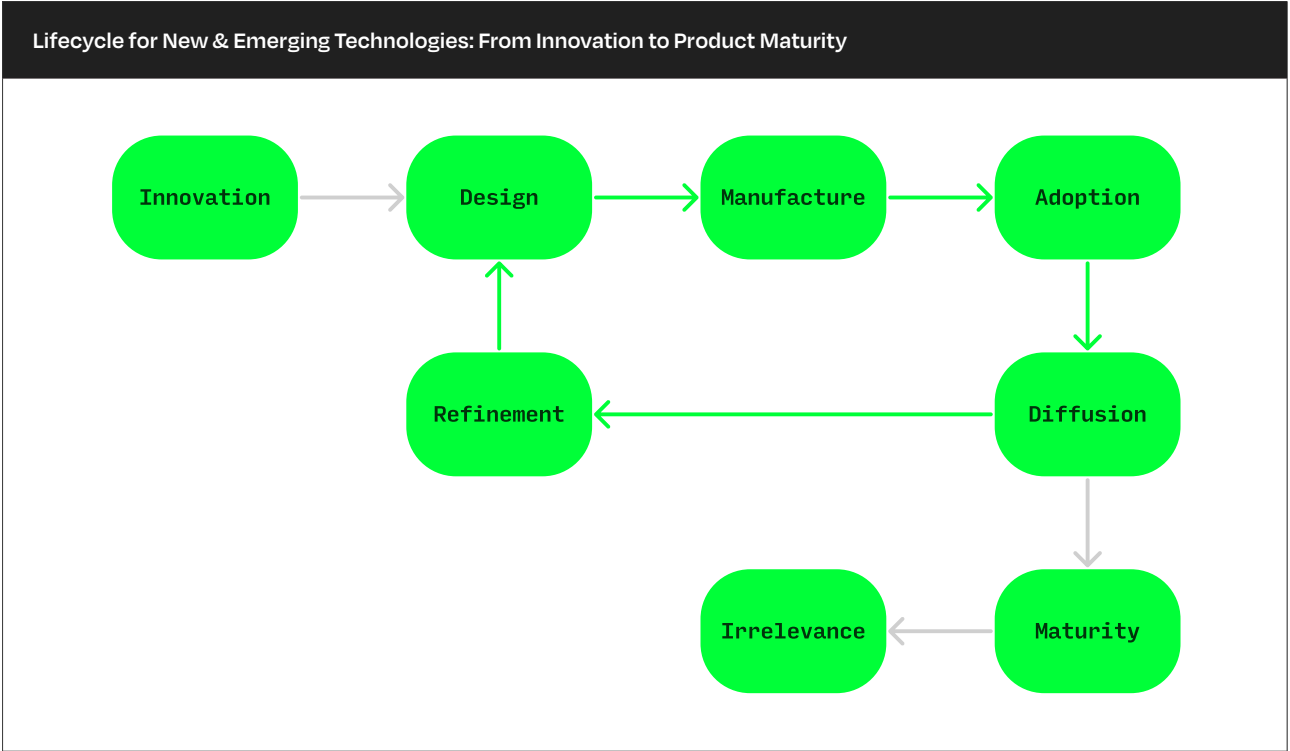 Lifecycle for New & Emerging Technologies: From Innovation to Product Maturity
Innovation
Design
Manufacture
Adoption
Refinement
Diffusion
Irrelevance
Maturity